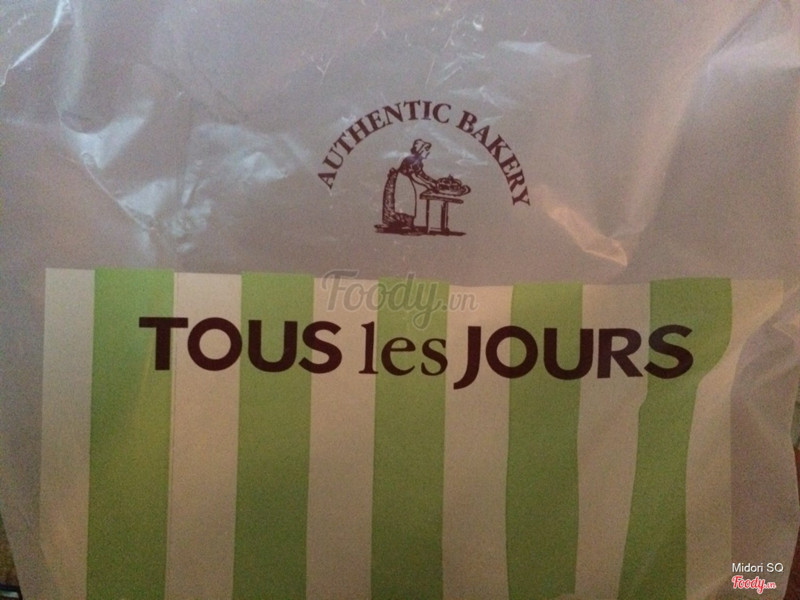 AUTHENTIC BAKERY
Foody.vn
TOUS les JOURS
Midori SQ
Foody.vn